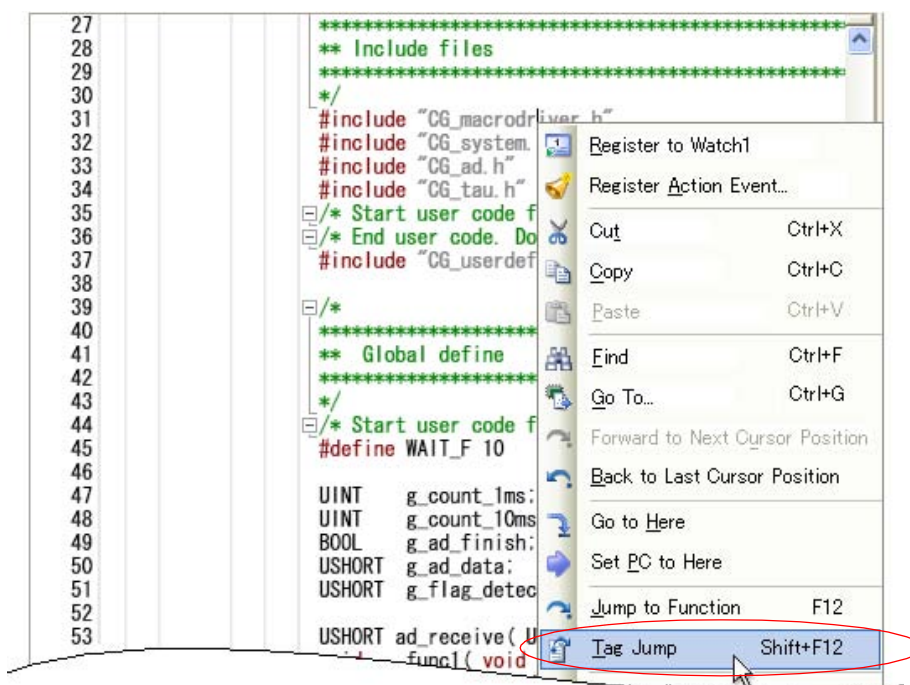 27 ****************************************************
28 ** Include files
29 ****************************************************
30 */
31 #include "CG_macrodriver.h"
32 #include "CG_system.
33 #include "CG_ad.h"
34 #include "CG_tau.h"
35 /* Start user code f
36 /* End user code. Do
37 #include "CG_userdef
38
39 /*
40 *********************
41 ** Global define
42 *********************
43 */
44 /* Start user code f
45 #define WAIT_F 10
46
47 UINT g_count_1ms;
48 UINT g_count_10ms
49 BOOL g_ad_finish;
50 USHORT g_ad_data;
51 USHORT g_flag_detec
52
53 USHORT ad_receive( U
func1( void
Register to Watch1
Register Action Event...
Cut Ctrl+X
Copy Ctrl+C
Paste Ctrl+V
Find Ctrl+F
Go To... Ctrl+G
Forward to Next Cursor Position
Back to Last Cursor Position
Go to Here
Set PC to Here
Jump to Function F12
Tag Jump Shift+F12